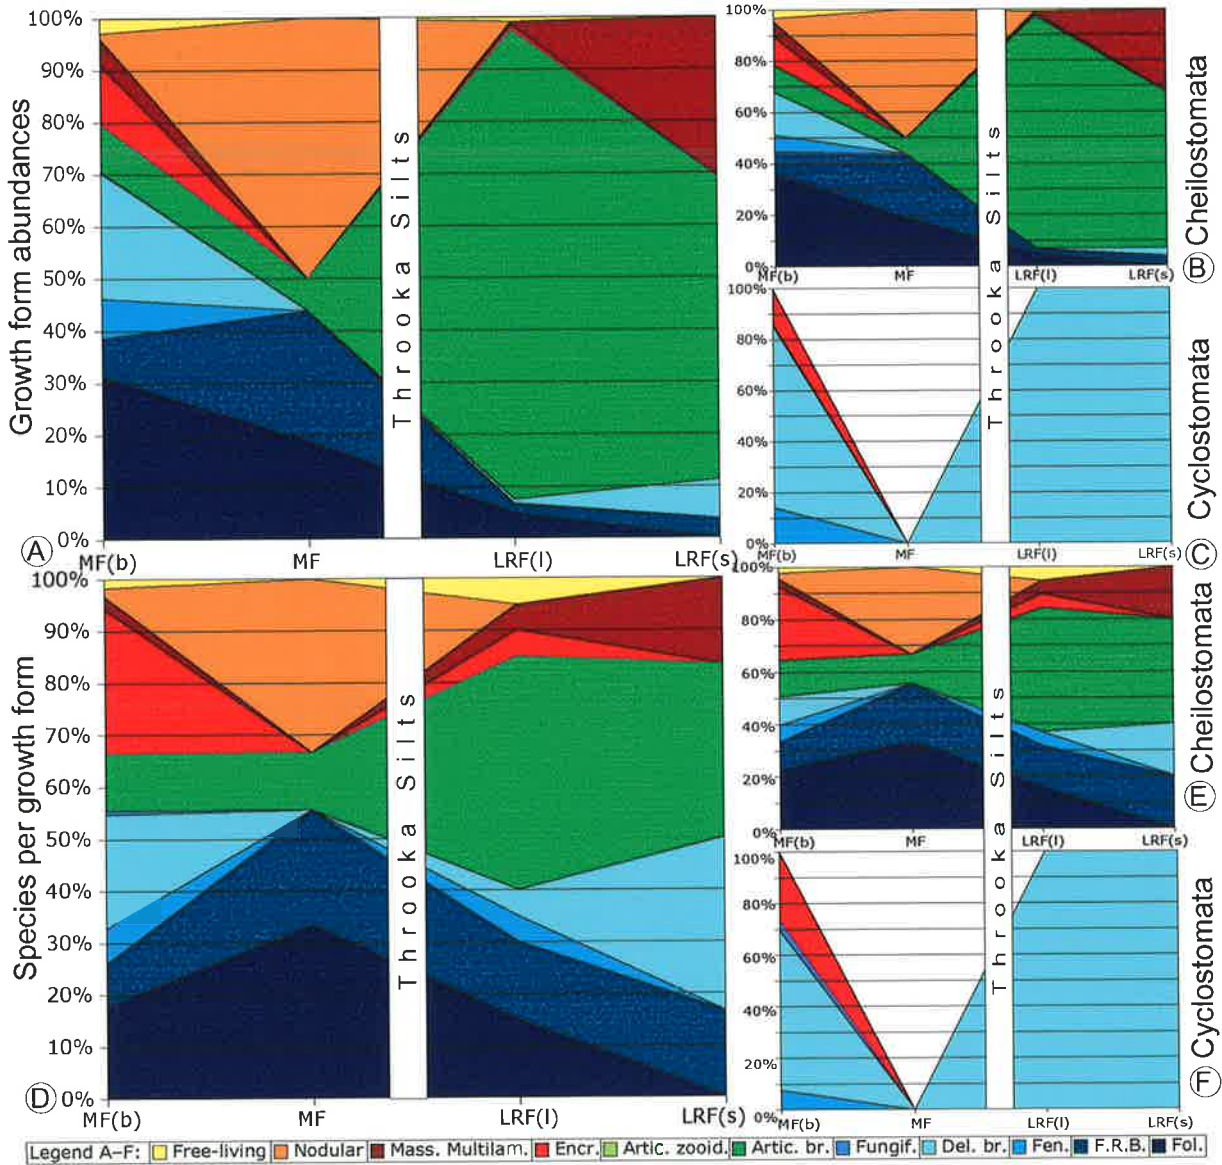 Growth form abundances
100%
90%
80%
70%
60%
50%
40%
30%
20%
10%
0%
Throoka Silts
A
MF(b) MF LRF(l) LRF(s)
100%
80%
60%
40%
20%
0%
Throoka Silts
MF(b) MF LRF(l) LRF(s)
B Cheilostomata
100%
80%
60%
40%
20%
0%
MF(b) MF LRF(l) LRF(s)
C Cyclostomata
Species per growth form
100%
90%
80%
70%
60%
50%
40%
30%
20%
10%
0%
Throoka Silts
D
MF(b) MF LRF(l) LRF(s)
100%
80%
60%
40%
20%
0%
Throoka Silts
MF(b) MF LRF(l) LRF(s)
E Cheilostomata
100%
80%
60%
40%
20%
0%
MF(b) MF LRF(l) LRF(s)
F Cyclostomata
Legend A–F: Free-living Nodular Mass. Multilam. Encr. Artic. zooid. Artic. br. Fungif. Del. br. Fen. F.R.B. Fol.